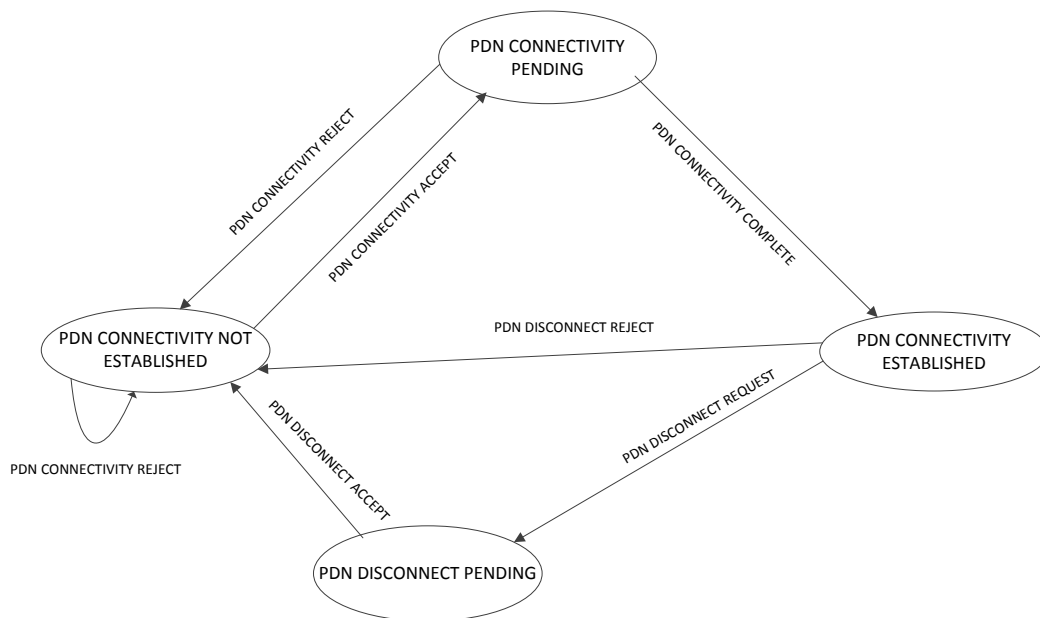 PDN CONNECTIVITY
PENDING
PDN CONNECTIVITY REJECT
PDN CONNECTIVITY ACCEPT
PDN CONNECTIVITY COMPLETE
PDN CONNECTIVITY NOT
ESTABLISHED
PDN DISCONNECT REJECT
PDN CONNECTIVITY
ESTABLISHED
PDN DISCONNECT REQUEST
PDN DISCONNECT ACCEPT
PDN CONNECTIVITY REJECT
PDN DISCONNECT PENDING